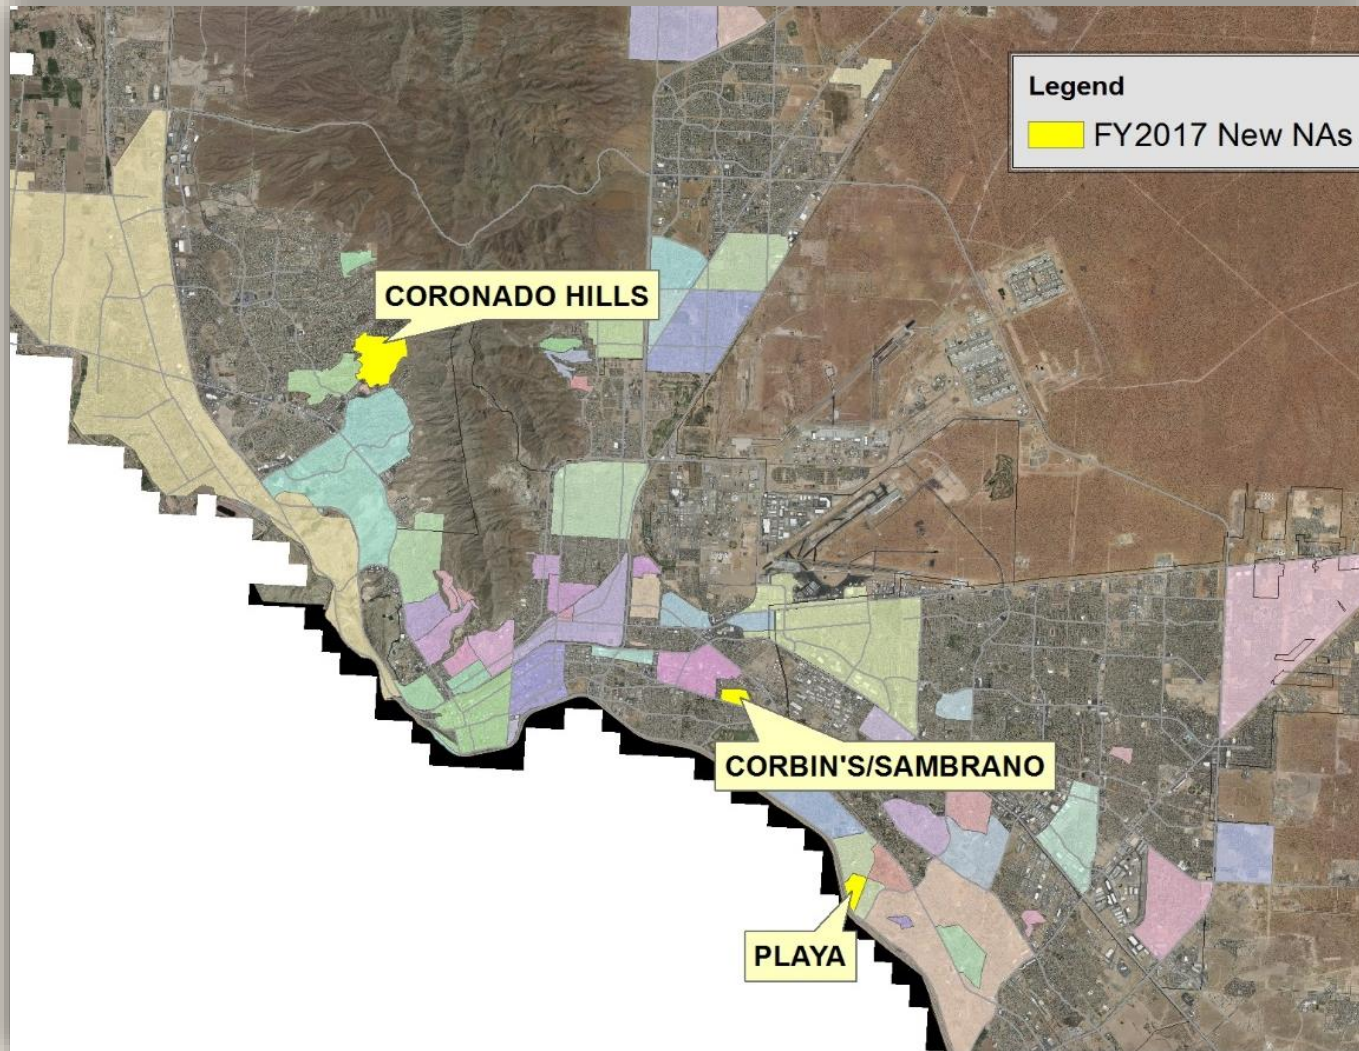 Legend
FY2017 New NAs
CORONADO HILLS
CORBIN'S/SAMBRANO
PLAYA